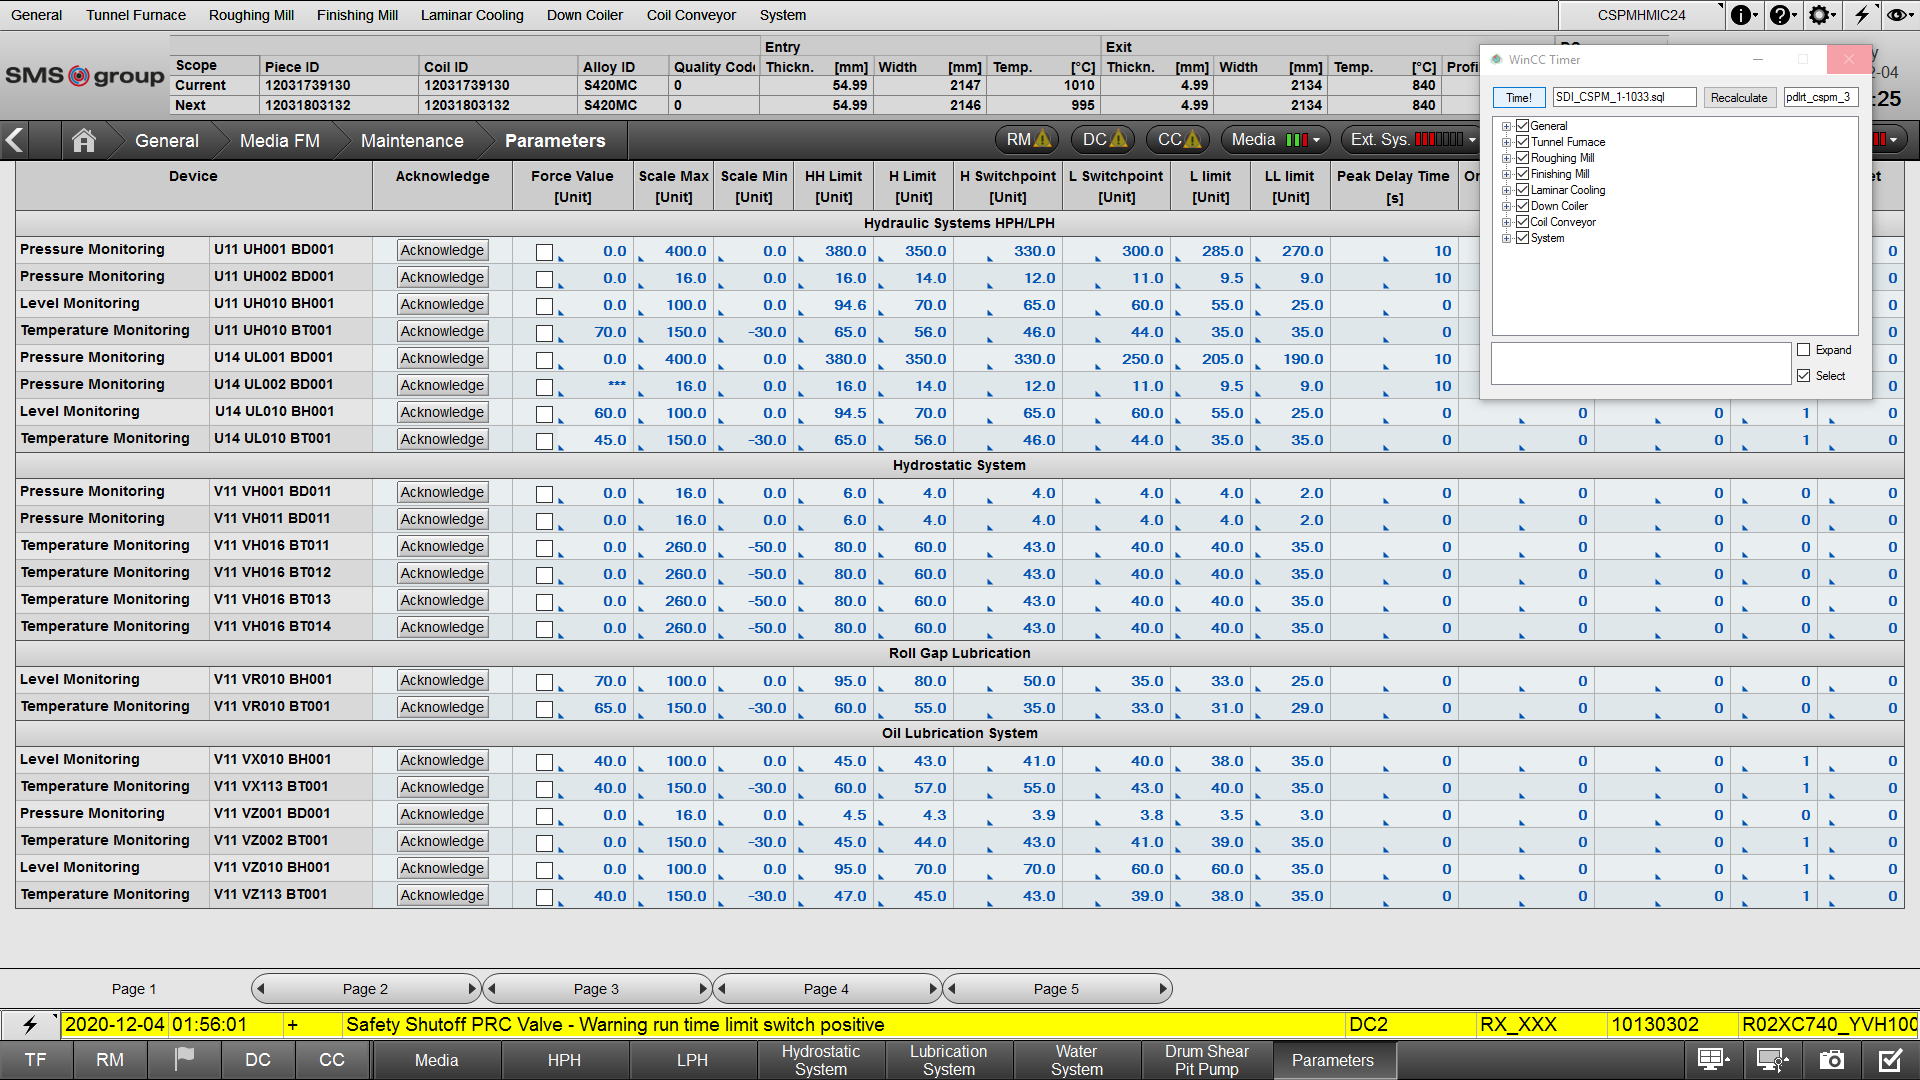 General Tunnel Furnace Roughing Mill Finishing Mill Laminar Cooling Down Coiler Coil Conveyor System CSPMHMIC24
Entry Exit
Scope Piece ID Coil ID Alloy ID Quality Code Thickn. [mm] Width [mm] Temp. [°C] Thickn. [mm] Width [mm] Temp. [°C] Profi
Current 12031739130 12031739130 S420MC 0 54.99 2147 1010 4.99 2134 840
Next 12031803132 12031803132 S420MC 0 54.99 2146 995 4.99 2134 840
SMS group
-04
:25
General Media FM Maintenance Parameters RM DC CC Media Ext. Sys.
WinCC Timer
Time! SDI_CSPM_1-1033.sql Recalculate pdlrt_cspm_3
General
Tunnel Furnace
Roughing Mill
Finishing Mill
Laminar Cooling
Down Coiler
Coil Conveyor
System
Expand
Select
Device Acknowledge Force Value Scale Max Scale Min HH Limit H Limit H Switchpoint L Switchpoint L limit LL limit Peak Delay Time
[Unit] [Unit] [Unit] [Unit] [Unit] [Unit] [Unit] [Unit] [Unit] [s]
Hydraulic Systems HPH/LPH
Pressure Monitoring U11 UH001 BD001 Acknowledge 0.0 400.0 0.0 380.0 350.0 330.0 300.0 285.0 270.0 10 0
Pressure Monitoring U11 UH002 BD001 Acknowledge 0.0 16.0 0.0 16.0 14.0 12.0 11.0 9.5 9.0 10 0
Level Monitoring U11 UH010 BH001 Acknowledge 0.0 100.0 0.0 94.6 70.0 65.0 60.0 55.0 25.0 0 0
Temperature Monitoring U11 UH010 BT001 Acknowledge 70.0 150.0 -30.0 65.0 56.0 46.0 44.0 35.0 35.0 0 0
Pressure Monitoring U14 UL001 BD001 Acknowledge 0.0 400.0 0.0 380.0 350.0 330.0 250.0 205.0 190.0 10 0
Pressure Monitoring U14 UL002 BD001 Acknowledge *** 16.0 0.0 16.0 14.0 12.0 11.0 9.5 9.0 10 0
Level Monitoring U14 UL010 BH001 Acknowledge 60.0 100.0 0.0 94.5 70.0 65.0 60.0 55.0 25.0 0 0 0 1 0
Temperature Monitoring U14 UL010 BT001 Acknowledge 45.0 150.0 -30.0 65.0 56.0 46.0 44.0 35.0 35.0 0 0 0 1 0
Hydrostatic System
Pressure Monitoring V11 VH001 BD011 Acknowledge 0.0 16.0 0.0 6.0 4.0 4.0 4.0 4.0 2.0 0 0 0 0 0
Pressure Monitoring V11 VH011 BD011 Acknowledge 0.0 16.0 0.0 6.0 4.0 4.0 4.0 4.0 2.0 0 0 0 0 0
Temperature Monitoring V11 VH016 BT011 Acknowledge 0.0 260.0 -50.0 80.0 60.0 43.0 40.0 40.0 35.0 0 0 0 0 0
Temperature Monitoring V11 VH016 BT012 Acknowledge 0.0 260.0 -50.0 80.0 60.0 43.0 40.0 40.0 35.0 0 0 0 0 0
Temperature Monitoring V11 VH016 BT013 Acknowledge 0.0 260.0 -50.0 80.0 60.0 43.0 40.0 40.0 35.0 0 0 0 0 0
Temperature Monitoring V11 VH016 BT014 Acknowledge 0.0 260.0 -50.0 80.0 60.0 43.0 40.0 40.0 35.0 0 0 0 0 0
Roll Gap Lubrication
Level Monitoring V11 VR010 BH001 Acknowledge 70.0 100.0 0.0 95.0 80.0 50.0 35.0 33.0 25.0 0 0 0 0 0
Temperature Monitoring V11 VR010 BT001 Acknowledge 65.0 150.0 -30.0 60.0 55.0 35.0 33.0 31.0 29.0 0 0 0 0 0
Oil Lubrication System
Level Monitoring V11 VX010 BH001 Acknowledge 40.0 100.0 0.0 45.0 43.0 41.0 40.0 38.0 35.0 0 0 0 1 0
Temperature Monitoring V11 VX113 BT001 Acknowledge 40.0 150.0 -30.0 60.0 57.0 55.0 43.0 40.0 35.0 0 0 0 1 0
Pressure Monitoring V11 VZ001 BD001 Acknowledge 0.0 16.0 0.0 4.5 4.3 3.9 3.8 3.5 3.0 0 0 0 0 0
Temperature Monitoring V11 VZ002 BT001 Acknowledge 0.0 150.0 -30.0 45.0 44.0 43.0 41.0 39.0 35.0 0 0 0 1 0
Level Monitoring V11 VZ010 BH001 Acknowledge 0.0 100.0 0.0 95.0 70.0 70.0 60.0 60.0 35.0 0 0 0 1 0
Temperature Monitoring V11 VZ113 BT001 Acknowledge 40.0 150.0 -30.0 47.0 45.0 43.0 39.0 38.0 35.0 0 0 0 1 0
Page 1 Page 2 Page 3 Page 4 Page 5
2020-12-04 01:56:01 + Safety Shutoff PRC Valve - Warning run time limit switch positive DC2 RX_XXX 10130302 R02XC740_YVH100
TF RM DC CC Media HPH LPH Hydrostatic System Lubrication System Water System Drum Shear Pit Pump Parameters